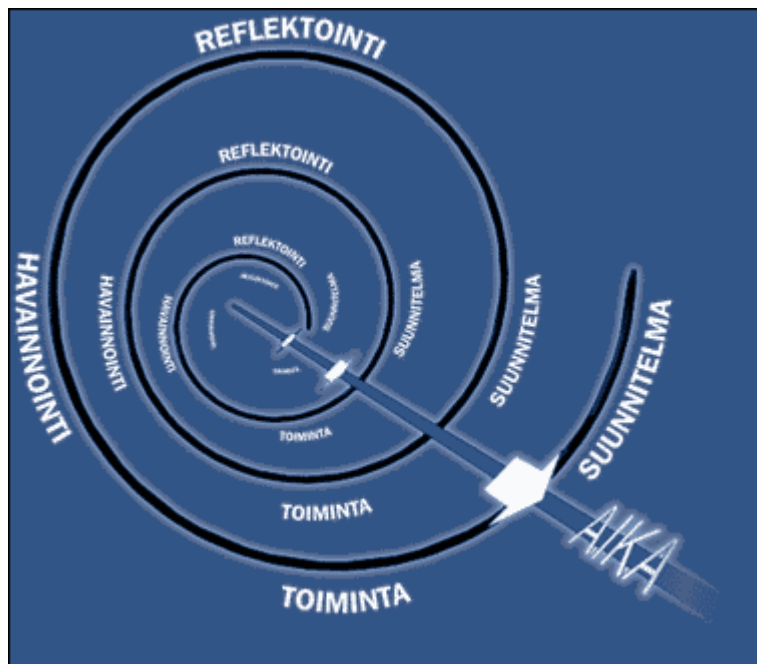 REFLEKTOINTI
REFLEKTOINTI
REFLEKTOINTI
HAVAINNOINTI
HAVAINNOINTI
HAVAINNOINTI
SUUNNITELMA
SUUNNITELMA
SUUNNITELMA
SUUNNITELMA
TOIMINTA
TOIMINTA
TOIMINTA
AIKA